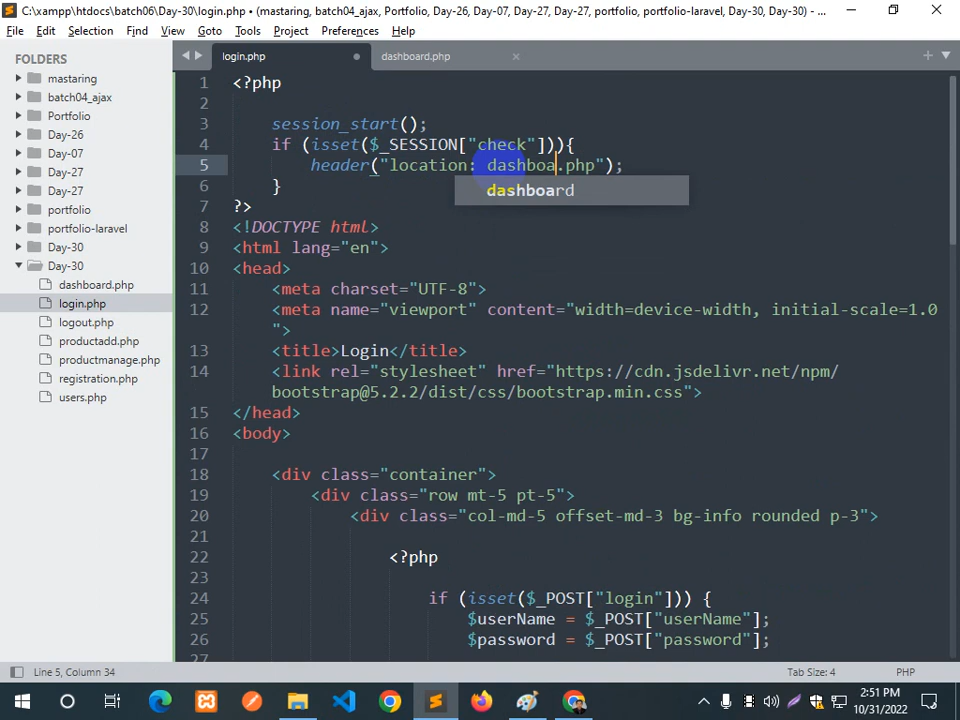 C:\xampp\htdocs\batch06\Day-30\login.php • (mastaring, batch04_ajax, Portfolio, Day-26, Day-07, Day-27, Day-27, portfolio, portfolio-laravel, Day-30, Day-30) - ...
File Edit Selection Find View Goto Tools Project Preferences Help
FOLDERS
mastaring
batch04_ajax
Portfolio
Day-26
Day-07
Day-27
Day-27
portfolio
portfolio-laravel
Day-30
Day-30
dashboard.php
login.php
logout.php
productadd.php
productmanage.php
registration.php
users.php
login.php dashboard.php
1 <?php
2
3 session_start();
4 if (isset($_SESSION["check"])){
5 header("location: dashboa.php");
dashboard
6 }
7 ?>
8 <!DOCTYPE html>
9 <html lang="en">
10 <head>
11 <meta charset="UTF-8">
12 <meta name="viewport" content="width=device-width, initial-scale=1.0
">
13 <title>Login</title>
14 <link rel="stylesheet" href="https://cdn.jsdelivr.net/npm/
bootstrap@5.2.2/dist/css/bootstrap.min.css">
15 </head>
16 <body>
17
18 <div class="container">
19 <div class="row mt-5 pt-5">
20 <div class="col-md-5 offset-md-3 bg-info rounded p-3">
21
22 <?php
23
24 if (isset($_POST["login"])) {
25 $userName = $_POST["userName"];
26 $password = $_POST["password"];
27
Line 5, Column 34 Tab Size: 4 PHP
2:51 PM
10/31/2022